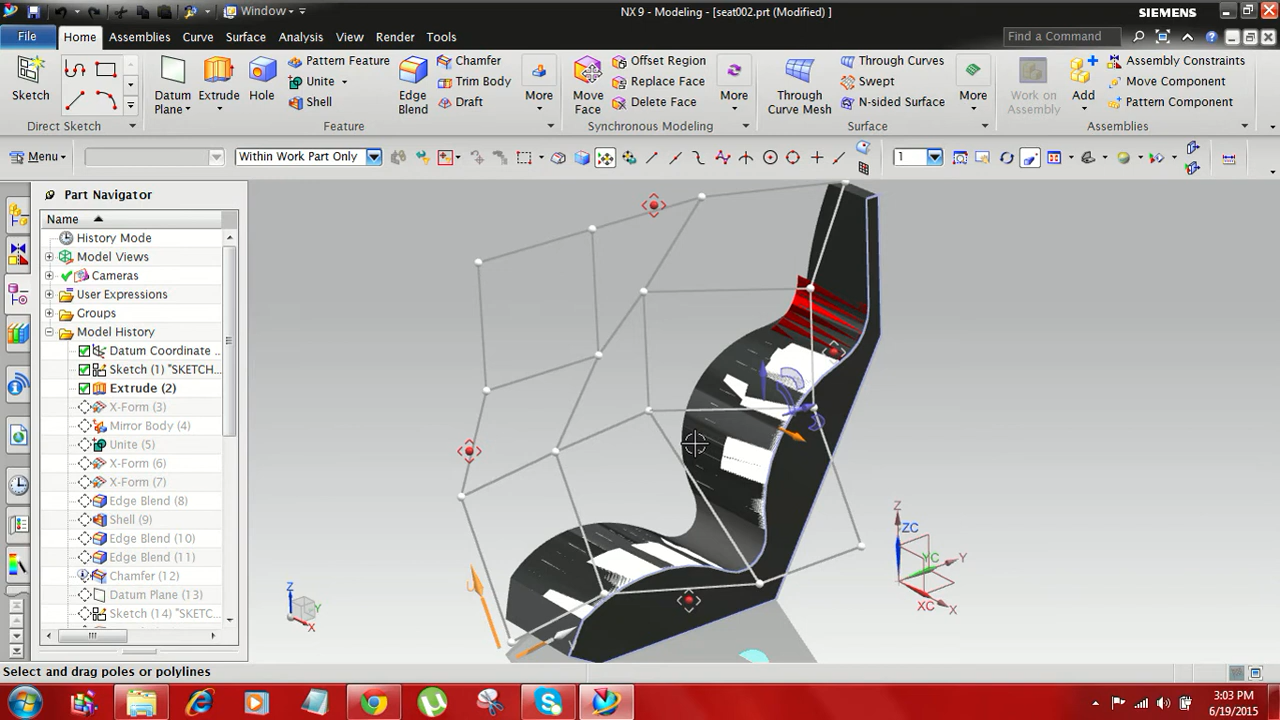 Window
NX 9 - Modeling - [seat002.prt (Modified) ]
SIEMENS
File Home Assemblies Curve Surface Analysis View Render Tools
Find a Command
Sketch
Direct Sketch
Datum Plane
Extrude
Hole
Pattern Feature
Unite
Shell
Edge Blend
Chamfer
Trim Body
Draft
More
Feature
Move Face
Offset Region
Replace Face
Delete Face
More
Synchronous Modeling
Through Curve Mesh
Through Curves
Swept
N-sided Surface
More
Surface
Work on Assembly
Add
Assembly Constraints
Move Component
Pattern Component
Assemblies
Menu
Within Work Part Only
1
Part Navigator
Name
History Mode
Model Views
Cameras
User Expressions
Groups
Model History
Datum Coordinate ..
Sketch (1) "SKETCH...
Extrude (2)
X-Form (3)
Mirror Body (4)
Unite (5)
X-Form (6)
X-Form (7)
Edge Blend (8)
Shell (9)
Edge Blend (10)
Edge Blend (11)
Chamfer (12)
Datum Plane (13)
Sketch (14) "SKETC...
U
Z
Y
X
Z
ZC
YC
Y
XC
X
Select and drag poles or polylines
3:03 PM
6/19/2015